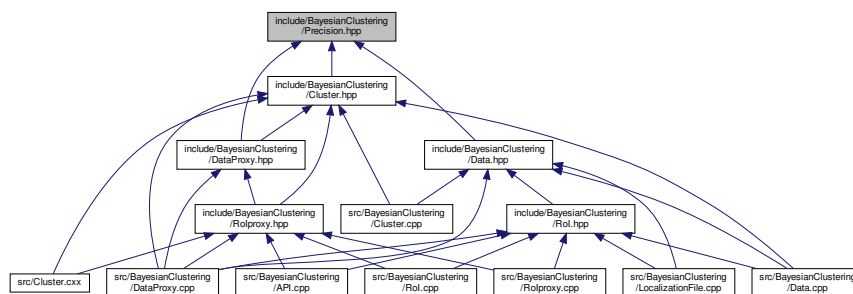 include/BayesianClustering
/Precision.hpp
include/BayesianClustering
/Cluster.hpp
include/BayesianClustering
/DataProxy.hpp
include/BayesianClustering
/Data.hpp
include/BayesianClustering
/RoIproxy.hpp
src/BayesianClustering
/Cluster.cpp
include/BayesianClustering
/RoI.hpp
src/Cluster.cxx
src/BayesianClustering
/DataProxy.cpp
src/BayesianClustering
/API.cpp
src/BayesianClustering
/RoI.cpp
src/BayesianClustering
/RoIproxy.cpp
src/BayesianClustering
/LocalizationFile.cpp
src/BayesianClustering
/Data.cpp